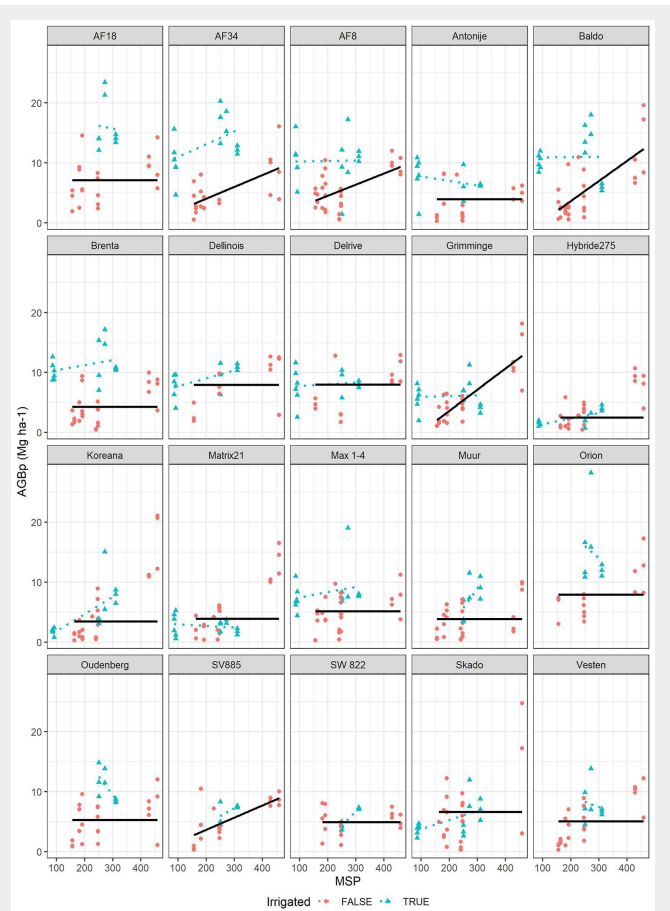 AF18 AF34 AF8 Antonije Baldo
20
10
0
Brenta Dellinois Delrive Grimminge Hybride275
20
10
0
AGBp (Mg ha-1)
Koreana Matrix21 Max 1-4 Muur Orion
20
10
0
Oudenberg SV885 SW 822 Skado Vesten
20
10
0
100 200 300 400 100 200 300 400 100 200 300 400 100 200 300 400 100 200 300 400
MSP
Irrigated FALSE TRUE